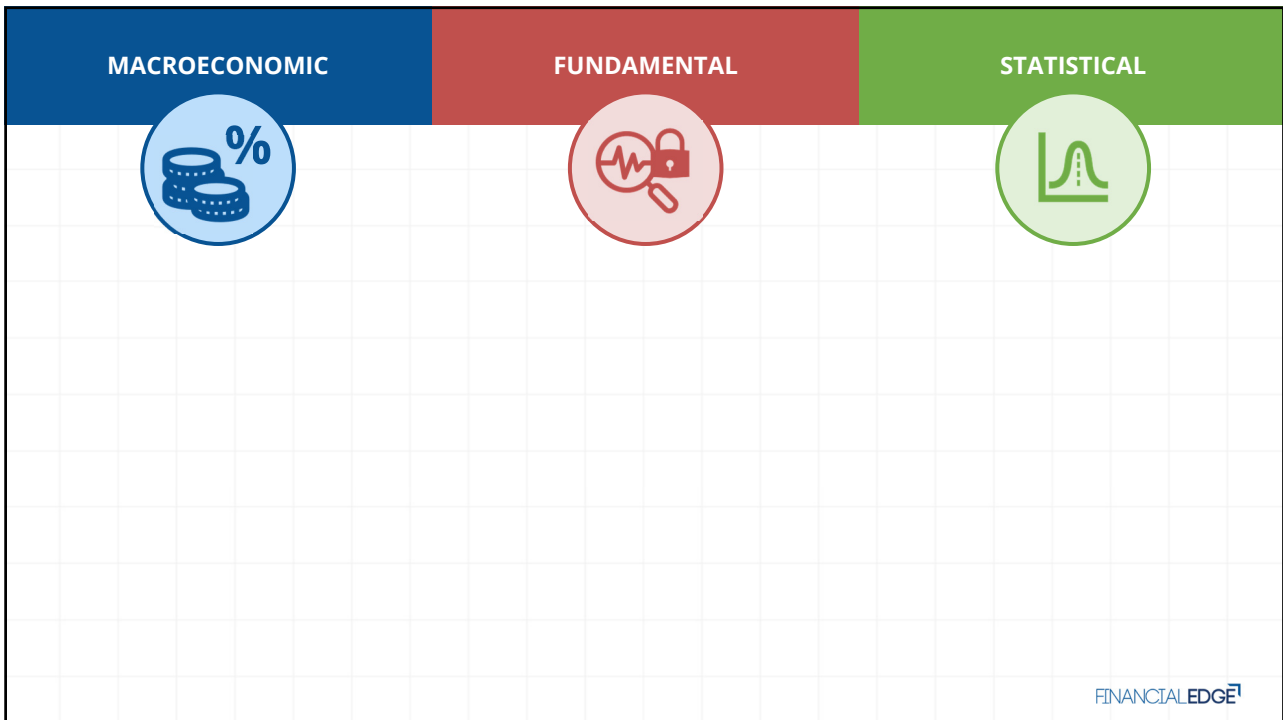 MACROECONOMIC
FUNDAMENTAL
STATISTICAL
%
FINANCIALEDGE